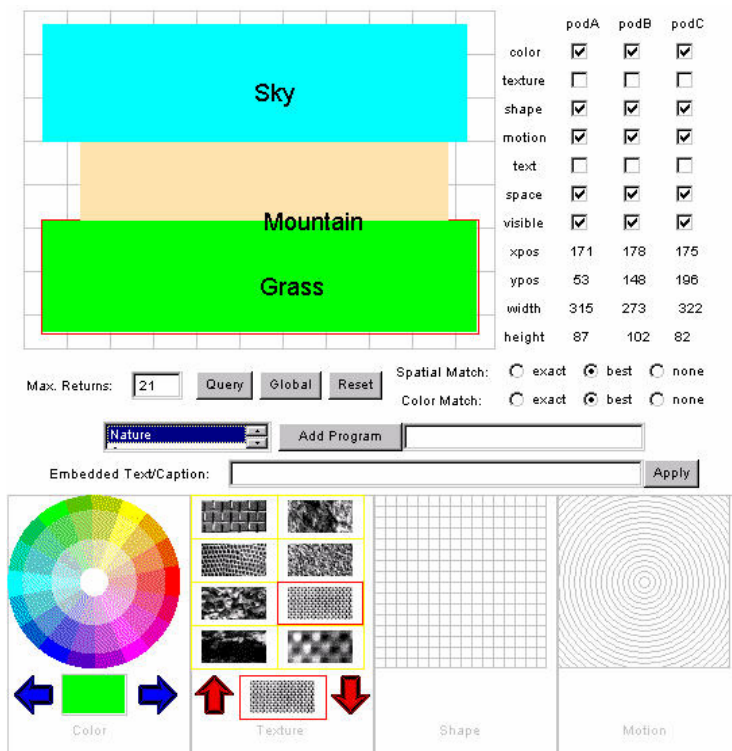 podA podB podC
color
Sky
texture
shape
motion
text
space
Mountain
visible
xpos 171 178 175
Grass
ypos 53 148 196
width 315 273 322
height 87 102 82
Max. Returns: 21 Query Global Reset
Spatial Match: exact best none
Color Match: exact best none
Nature Add Program
Embedded Text/Caption: Apply
Color Texture Shape Motion